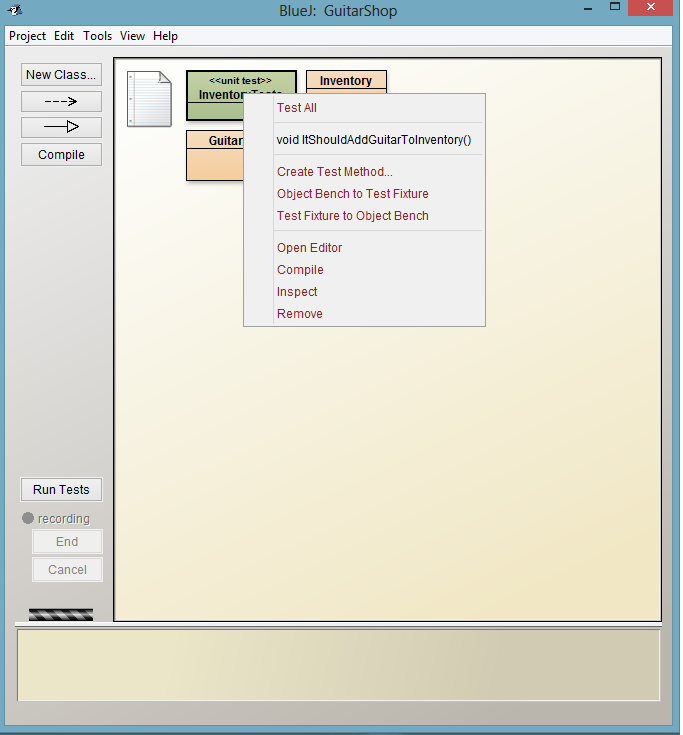 BlueJ: GuitarShop
Project Edit Tools View Help
New Class...
Compile
<<unit test>>
InventoryTests
Inventory
Guitar
Test All
void ItShouldAddGuitarToInventory()
Create Test Method...
Object Bench to Test Fixture
Test Fixture to Object Bench
Open Editor
Compile
Inspect
Remove
Run Tests
recording
End
Cancel